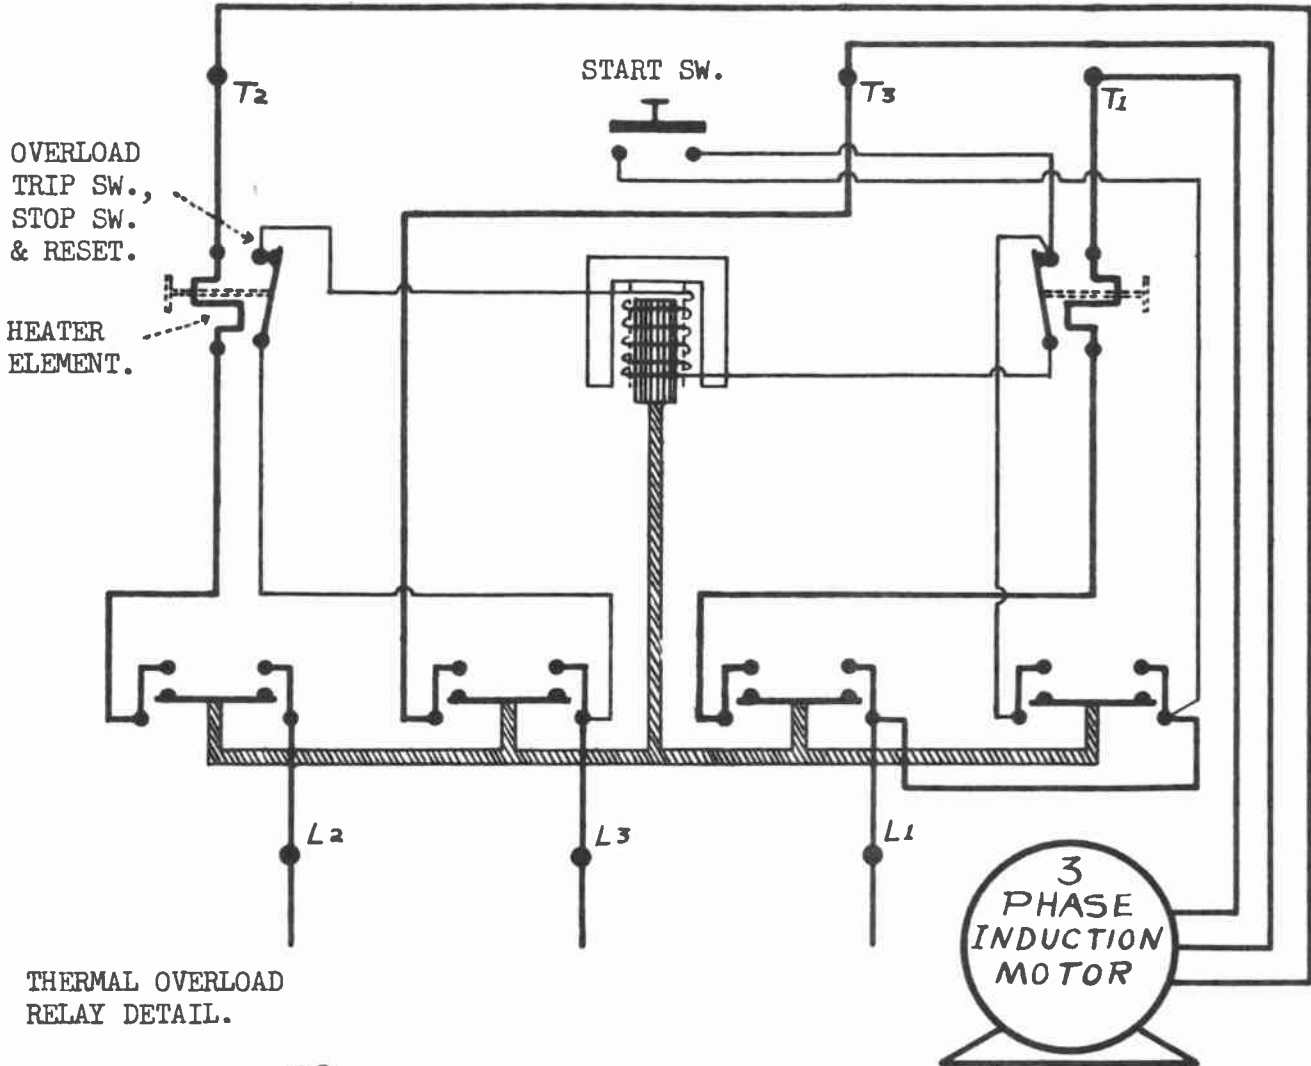 T2
START SW.
T3
T1
OVERLOAD
TRIP SW.,
STOP SW.
& RESET.
HEATER
ELEMENT.
L2
L3
L1
3
PHASE
INDUCTION
MOTOR
THERMAL OVERLOAD
RELAY DETAIL.